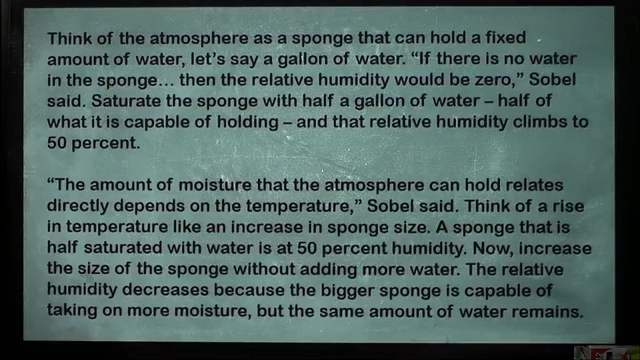 Think of the atmosphere as a sponge that can hold a fixed
amount of water, let's say a gallon of water. “If there is no water
in the sponge… then the relative humidity would be zero,” Sobel
said. Saturate the sponge with half a gallon of water – half of
what it is capable of holding – and that relative humidity climbs to
50 percent.
“The amount of moisture that the atmosphere can hold relates
directly depends on the temperature,” Sobel said. Think of a rise
in temperature like an increase in sponge size. A sponge that is
half saturated with water is at 50 percent humidity. Now, increase
the size of the sponge without adding more water. The relative
humidity decreases because the bigger sponge is capable of
taking on more moisture, but the same amount of water remains.